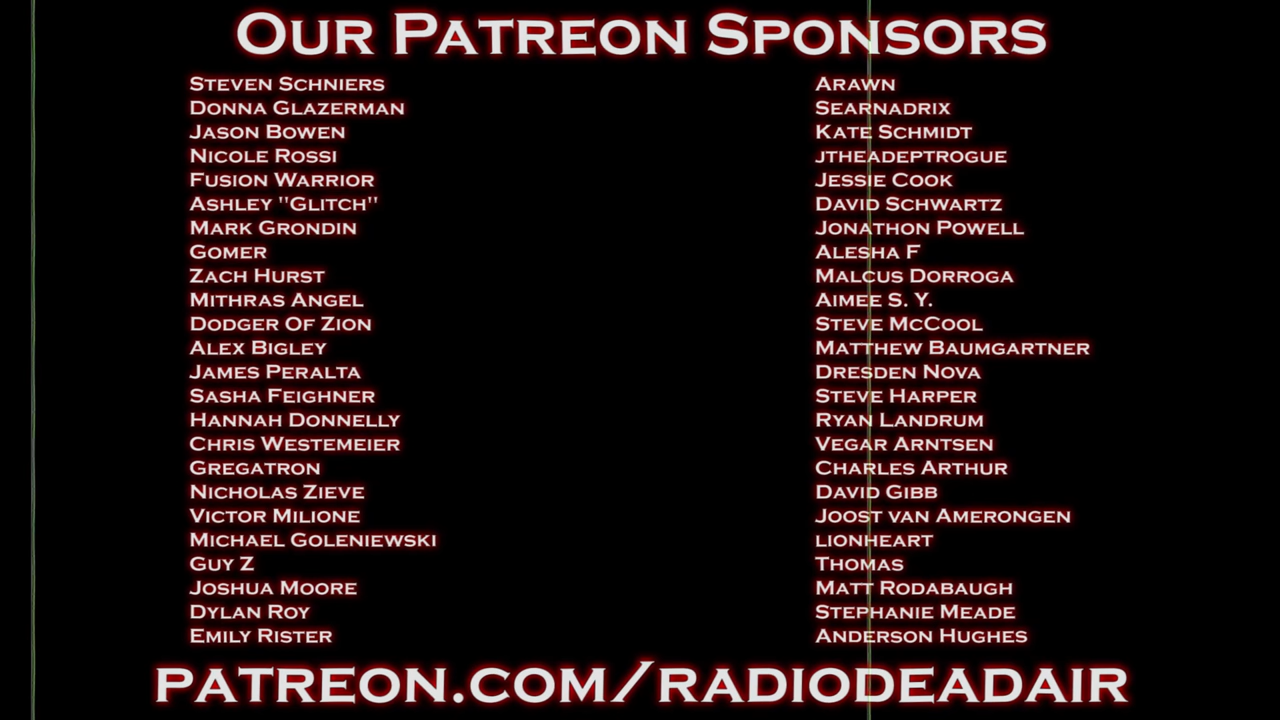 Our Patreon Sponsors
Steven Schniers
Donna Glazerman
Jason Bowen
Nicole Rossi
Fusion Warrior
Ashley "Glitch"
Mark Grondin
Gomer
Zach Hurst
Mithras Angel
Dodger Of Zion
Alex Bigley
James Peralta
Sasha Feighner
Hannah Donnelly
Chris Westemeier
Gregatron
Nicholas Zieve
Victor Milione
Michael Goleniewski
Guy Z
Joshua Moore
Dylan Roy
Emily Rister
Arawn
Searnadrix
Kate Schmidt
jtheadeptrogue
Jessie Cook
David Schwartz
Jonathon Powell
Alesha F
Malcus Dorroga
Aimee S. Y.
Steve McCool
Matthew Baumgartner
Dresden Nova
Steve Harper
Ryan Landrum
Vegar Arntsen
Charles Arthur
David Gibb
Joost van Amerongen
lionheart
Thomas
Matt Rodabaugh
Stephanie Meade
Anderson Hughes
patreon.com/radiodeadair